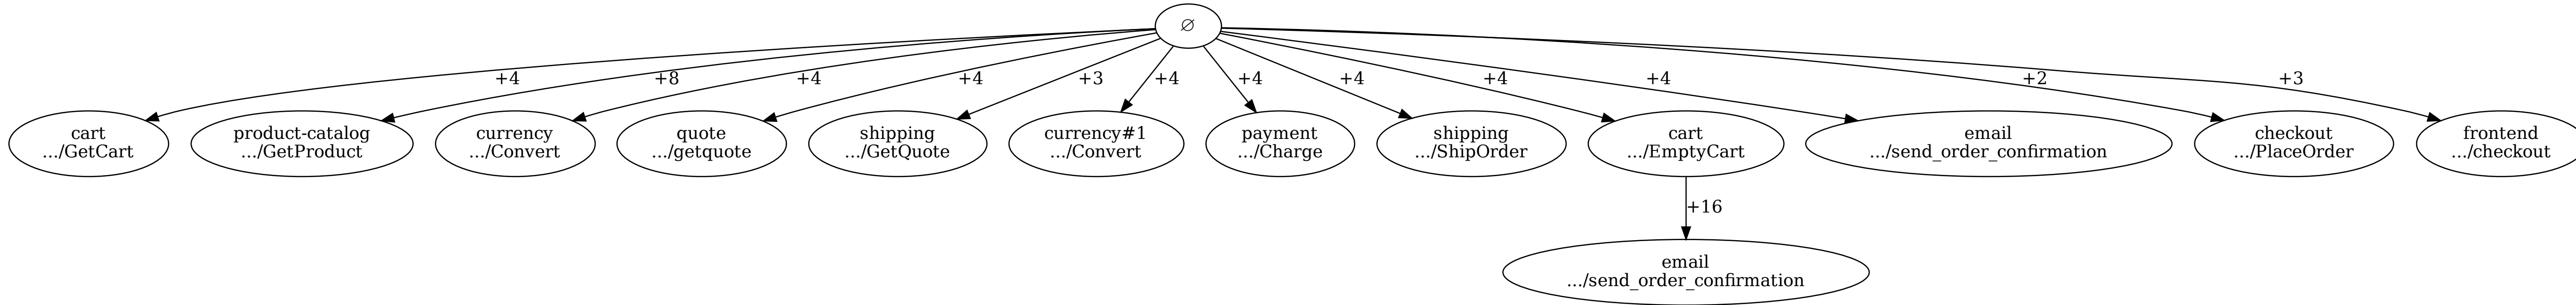 ∅
+4
+8
+4
+4
+3
+4
+4
+4
+4
+4
+2
+3
cart
.../GetCart
product-catalog
.../GetProduct
currency
.../Convert
quote
.../getquote
shipping
.../GetQuote
currency#1
.../Convert
payment
.../Charge
shipping
.../ShipOrder
cart
.../EmptyCart
email
.../send_order_confirmation
checkout
.../PlaceOrder
frontend
.../checkout
+16
email
.../send_order_confirmation